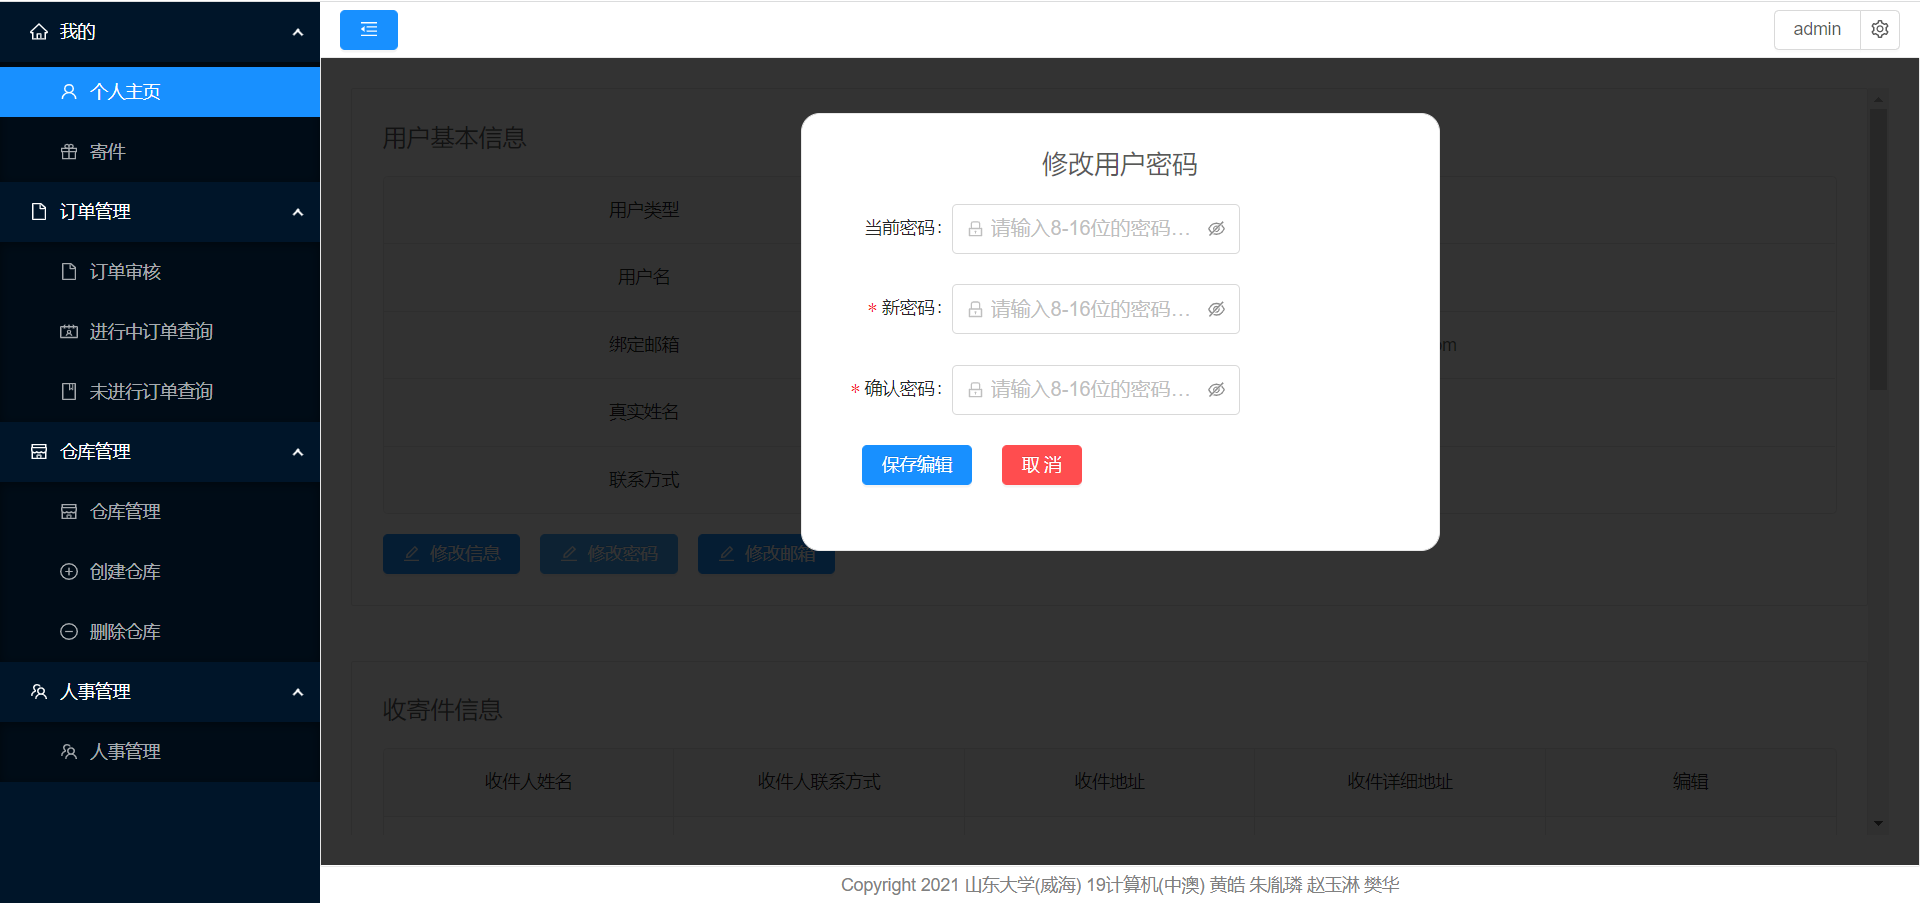 我的
个人主页
寄件
订单管理
订单审核
进行中订单查询
未进行订单查询
仓库管理
仓库管理
创建仓库
删除仓库
人事管理
人事管理
admin
用户基本信息
用户类型
用户名
绑定邮箱
om
真实姓名
联系方式
修改信息
修改密码
修改邮箱
修改用户密码
当前密码:
请输入8-16位的密码…
* 新密码:
请输入8-16位的密码…
* 确认密码:
请输入8-16位的密码…
保存编辑
取 消
收寄件信息
收件人姓名
收件人联系方式
收件地址
收件详细地址
编辑
Copyright 2021 山东大学(威海) 19计算机(中澳) 黄皓 朱胤璘 赵玉淋 樊华